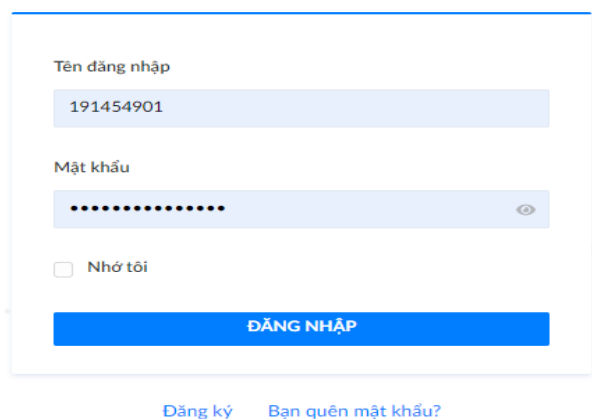 Tên đăng nhập
191454901
Mật khẩu
•••••••••••••••
Nhớ tôi
ĐĂNG NHẬP
Đăng ký Bạn quên mật khẩu?